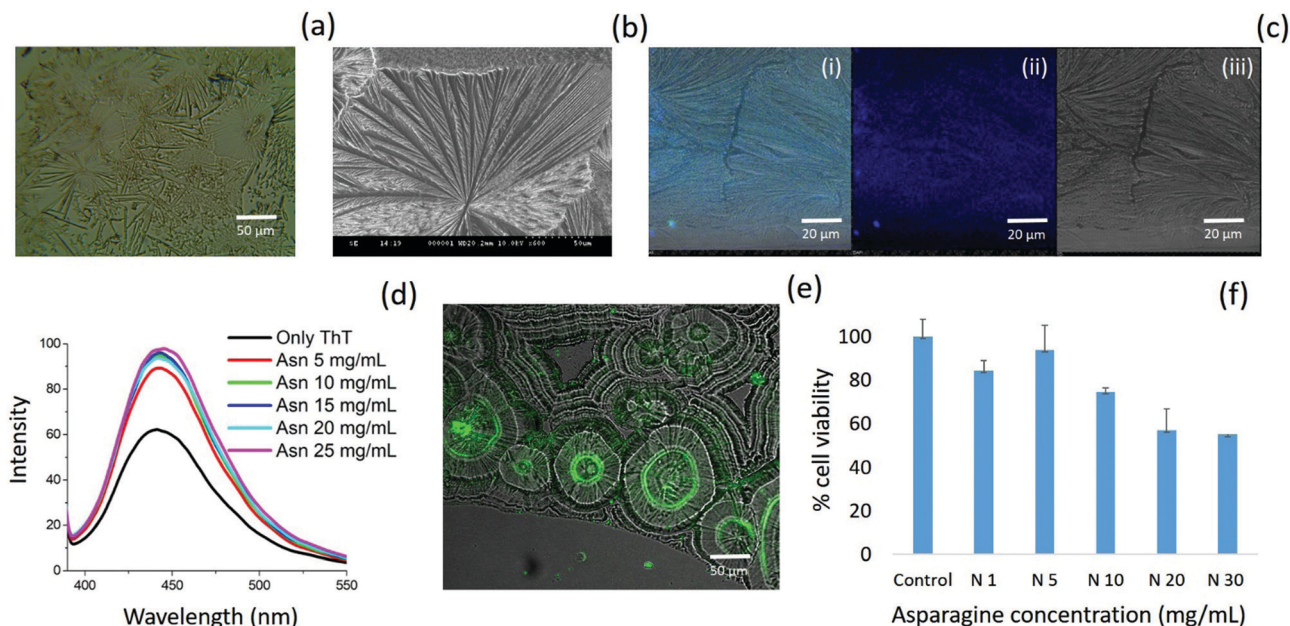 (a)
50 µm
(b)
SE 14:19 000001 WD20.2mm 10.0kV x600 50um
(c)
(i)
20 µm
(ii)
20 µm
(iii)
20 µm
(d)
Intensity
100
80
60
40
20
0
400 450 500 550
Wavelength (nm)
Only ThT
Asn 5 mg/mL
Asn 10 mg/mL
Asn 15 mg/mL
Asn 20 mg/mL
Asn 25 mg/mL
(e)
50 µm
(f)
% cell viability
100
80
60
40
20
0
Control N 1 N 5 N 10 N 20 N 30
Asparagine concentration (mg/mL)